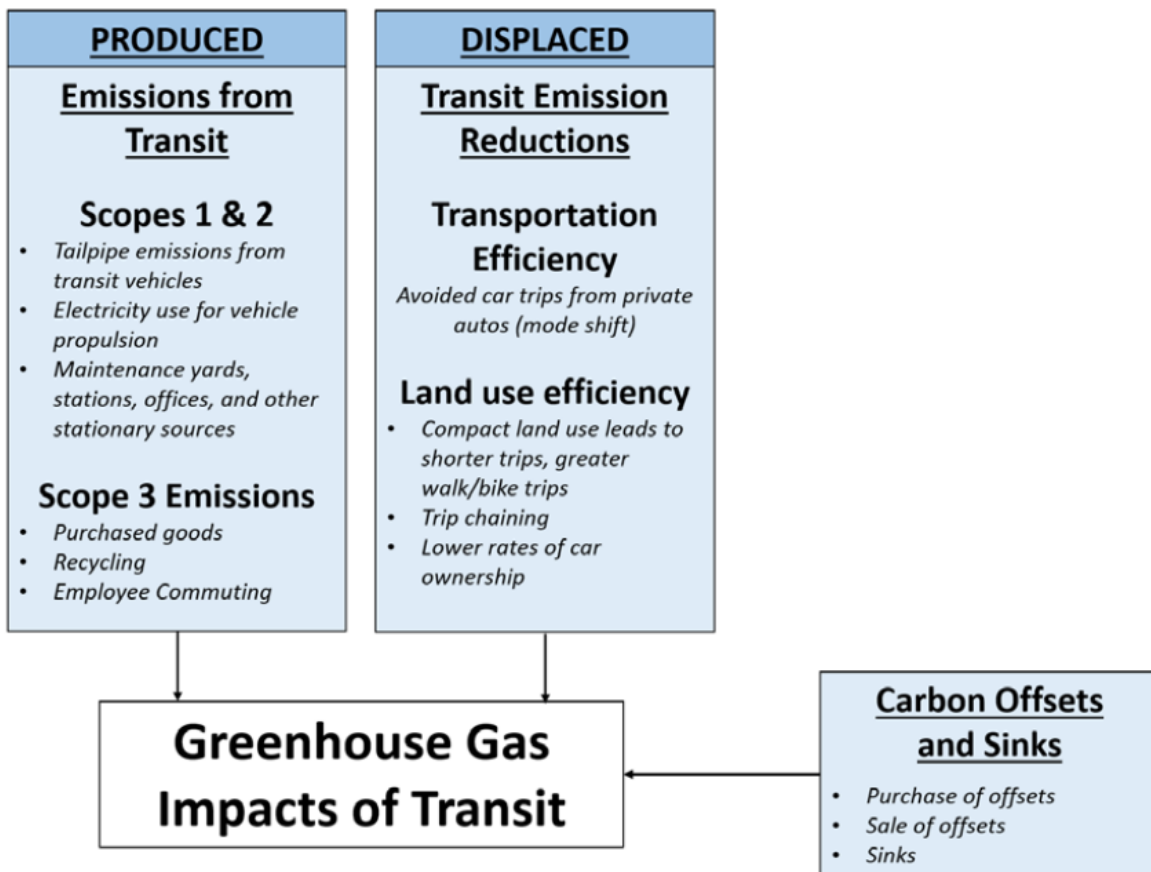 PRODUCED
Emissions from
Transit
Scopes 1 & 2
• Tailpipe emissions from
transit vehicles
• Electricity use for vehicle
propulsion
• Maintenance yards,
stations, offices, and other
stationary sources
Scope 3 Emissions
• Purchased goods
• Recycling
• Employee Commuting
DISPLACED
Transit Emission
Reductions
Transportation
Efficiency
Avoided car trips from private
autos (mode shift)
Land use efficiency
• Compact land use leads to
shorter trips, greater
walk/bike trips
• Trip chaining
• Lower rates of car
ownership
Greenhouse Gas
Impacts of Transit
Carbon Offsets
and Sinks
• Purchase of offsets
• Sale of offsets
• Sinks